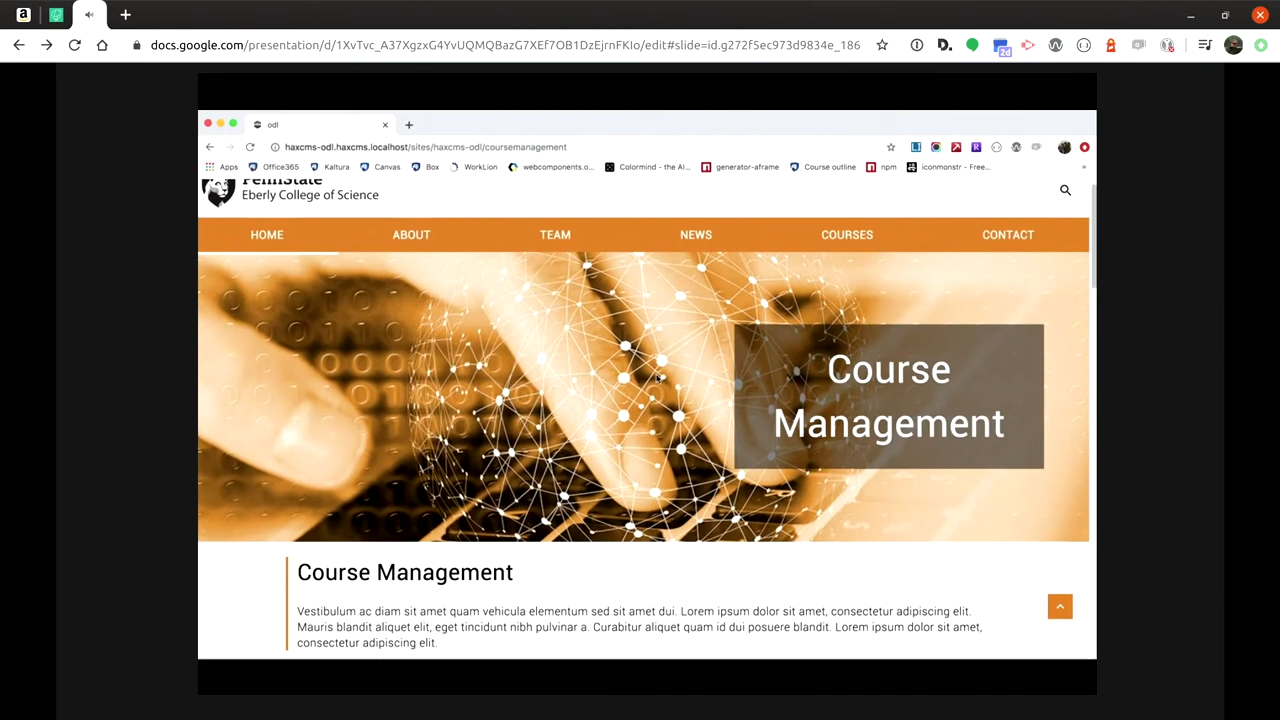 docs.google.com/presentation/d/1XvTvc_A37XqzxG4YvUQMQBazG7XEf7OB1DzEjrnFKIo/edit#slide=id.g272f5ec973d9834e_186
2d
odl
haxcms-odl.haxcms.localhost/sites/haxcms-odl/coursemanagement
Apps Office365 Kaltura Canvas Box WorkLion webcomponents.o... Colormind - the AI... generator-aframe Course outline npm iconmonstr - Free... »
PennState
Eberly College of Science
HOME ABOUT TEAM NEWS COURSES CONTACT
Course
Management
Course Management
Vestibulum ac diam sit amet quam vehicula elementum sed sit amet dui. Lorem ipsum dolor sit amet, consectetur adipiscing elit.
Mauris blandit aliquet elit, eget tincidunt nibh pulvinar a. Curabitur aliquet quam id dui posuere blandit. Lorem ipsum dolor sit amet,
consectetur adipiscing elit.